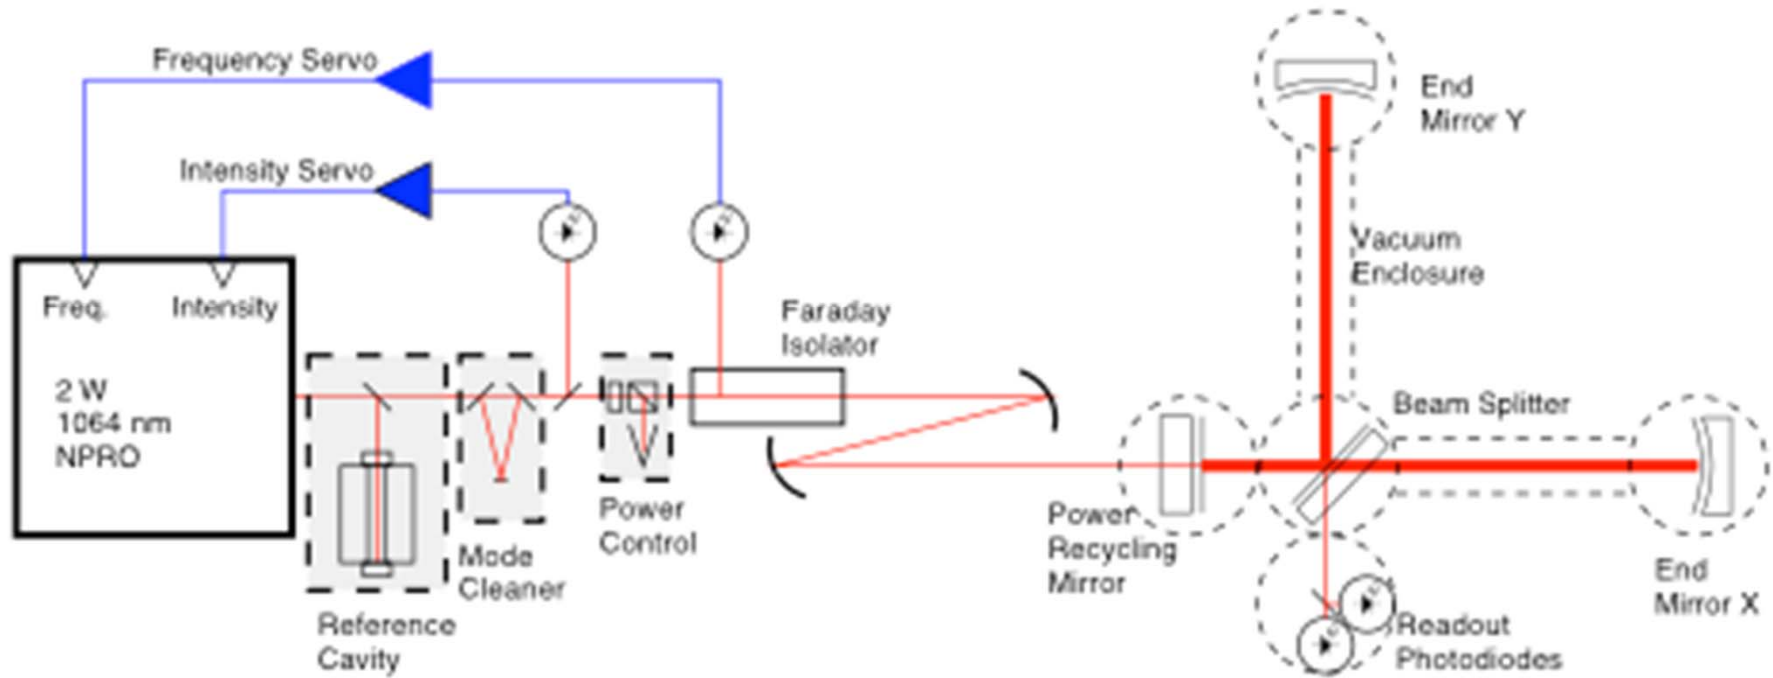 Frequency Servo
Intensity Servo
Freq.
Intensity
2 W
1064 nm
NPRO
Reference
Cavity
Mode
Cleaner
Power
Control
Faraday
Isolator
Power
Recycling
Mirror
End
Mirror Y
Vacuum
Enclosure
Beam Splitter
End
Mirror X
Readout
Photodiodes